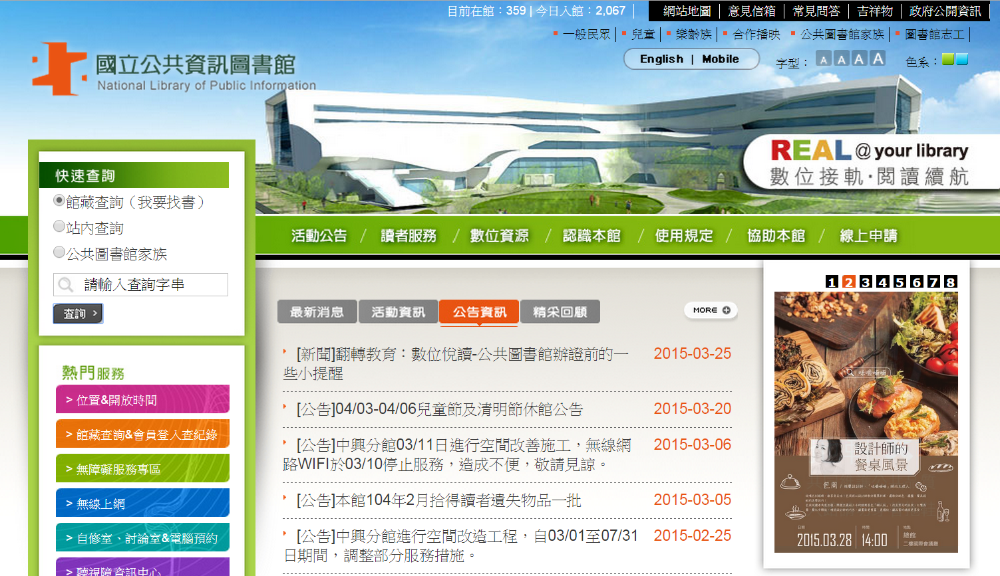 目前在館：359 | 今日入館：2,067
網站地圖 意見信箱 常見問答 吉祥物 政府公開資訊
一般民眾 兒童 樂齡族 合作播映 公共圖書館家族 圖書館志工
English | Mobile
字型： A A A A 色系：
國立公共資訊圖書館
National Library of Public Information
REAL @ your library
數位接軌·閱讀續航
快速查詢
館藏查詢（我要找書）
站內查詢
公共圖書館家族
請輸入查詢字串
查詢 >
活動公告 / 讀者服務 / 數位資源 / 認識本館 / 使用規定 / 協助本館 / 線上申請
熱門服務
> 位置&開放時間
> 館藏查詢&會員登入查紀錄
> 無障礙服務專區
> 無線上網
> 自修室、討論室&電腦預約
> 聽視障資訊中心
最新消息 活動資訊 公告資訊 精采回顧
MORE
[新聞]翻轉教育：數位悅讀-公共圖書館辦證前的一 2015-03-25
些小提醒
[公告]04/03-04/06兒童節及清明節休館公告 2015-03-20
[公告]中興分館03/11日進行空間改善施工，無線網 2015-03-06
路WIFI於03/10停止服務，造成不便，敬請見諒。
[公告]本館104年2月拾得讀者遺失物品一批 2015-03-05
[公告]中興分館進行空間改造工程，自03/01至07/31 2015-02-25
日期間，調整部分服務措施。
1 2 3 4 5 6 7 8
設計師的
餐桌風景
日期 時間 地點
2015.03.28 14:00 總館
二樓國際會議廳